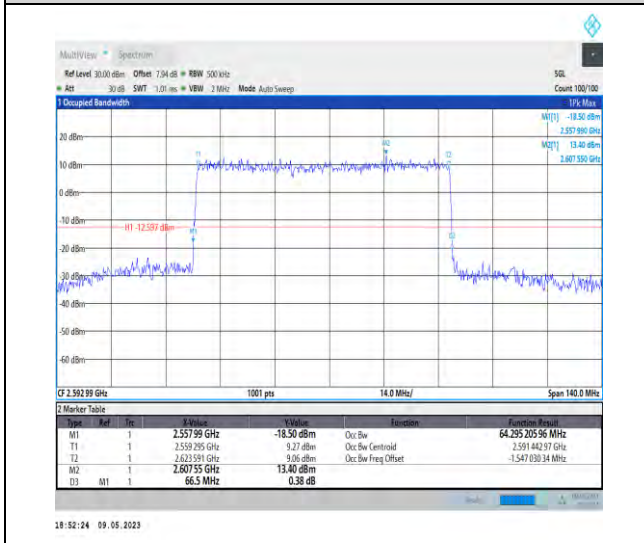 MultiView Spectrum
Ref Level 30.00 dBm Offset 7.94 dB RBW 500 kHz SGL
Att 30 dB SWT 1.01 ms VBW 2 MHz Mode Auto Sweep Count 100/100
1 Occupied Bandwidth 1Pk Max
M1[1] -18.50 dBm
2.557 990 GHz
M2[1] 13.40 dBm
2.607 550 GHz
20 dBm
M2
T1
10 dBm
0 dBm
-10 dBm
H1 -12.597 dBm
M1
D3
-20 dBm
-30 dBm
-40 dBm
-50 dBm
-60 dBm
CF 2.592 99 GHz 1001 pts 14.0 MHz/ Span 140.0 MHz
2 Marker Table
Type Ref Trc X-Value Y-Value Function Function Result
M1 1 2.557 99 GHz -18.50 dBm Occ Bw 64.295 205 96 MHz
T1 1 2.559 295 GHz 9.27 dBm Occ Bw Centroid 2.591 442 97 GHz
T2 1 2.623 591 GHz 9.06 dBm Occ Bw Freq Offset -1.547 030 34 MHz
M2 1 2.607 55 GHz 13.40 dBm
D3 M1 1 66.5 MHz 0.38 dB
18:52:24 09.05.2023